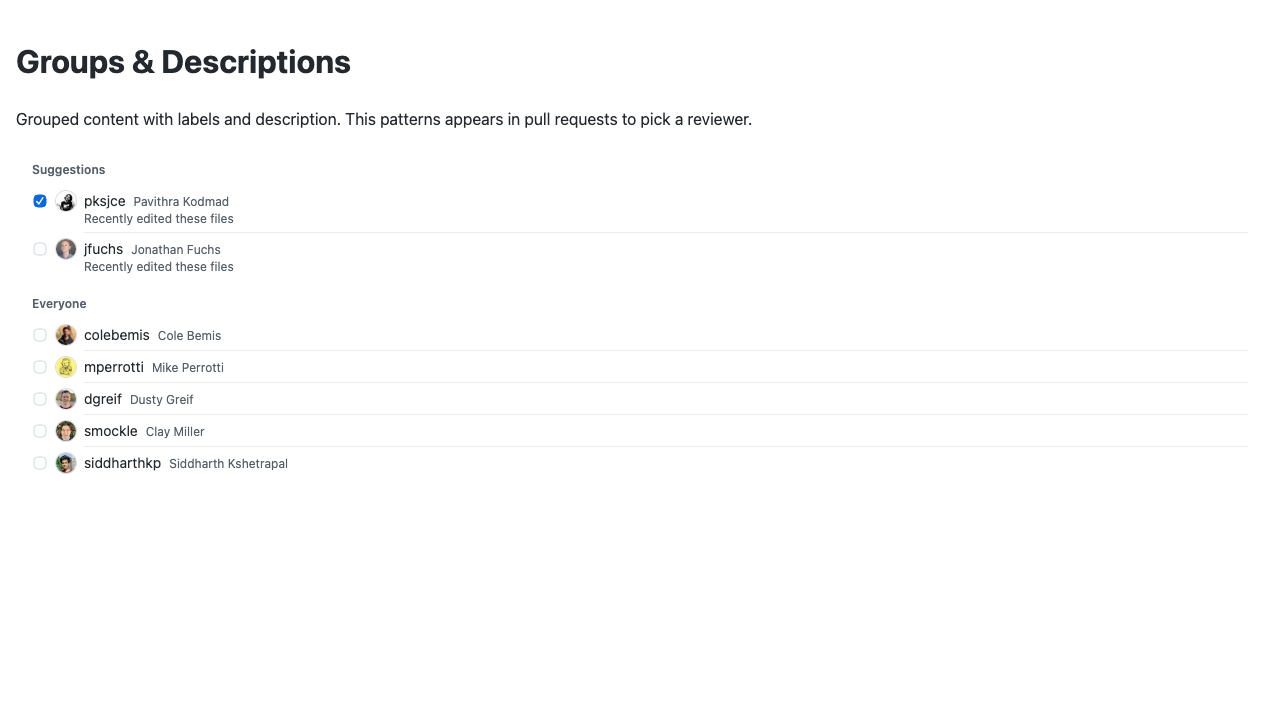 Groups & Descriptions
Grouped content with labels and description. This patterns appears in pull requests to pick a reviewer.
Suggestions
pksjce Pavithra Kodmad
Recently edited these files
jfuchs Jonathan Fuchs
Recently edited these files
Everyone
colebemis Cole Bemis
mperrotti Mike Perrotti
dgreif Dusty Greif
smockle Clay Miller
siddharthkp Siddharth Kshetrapal